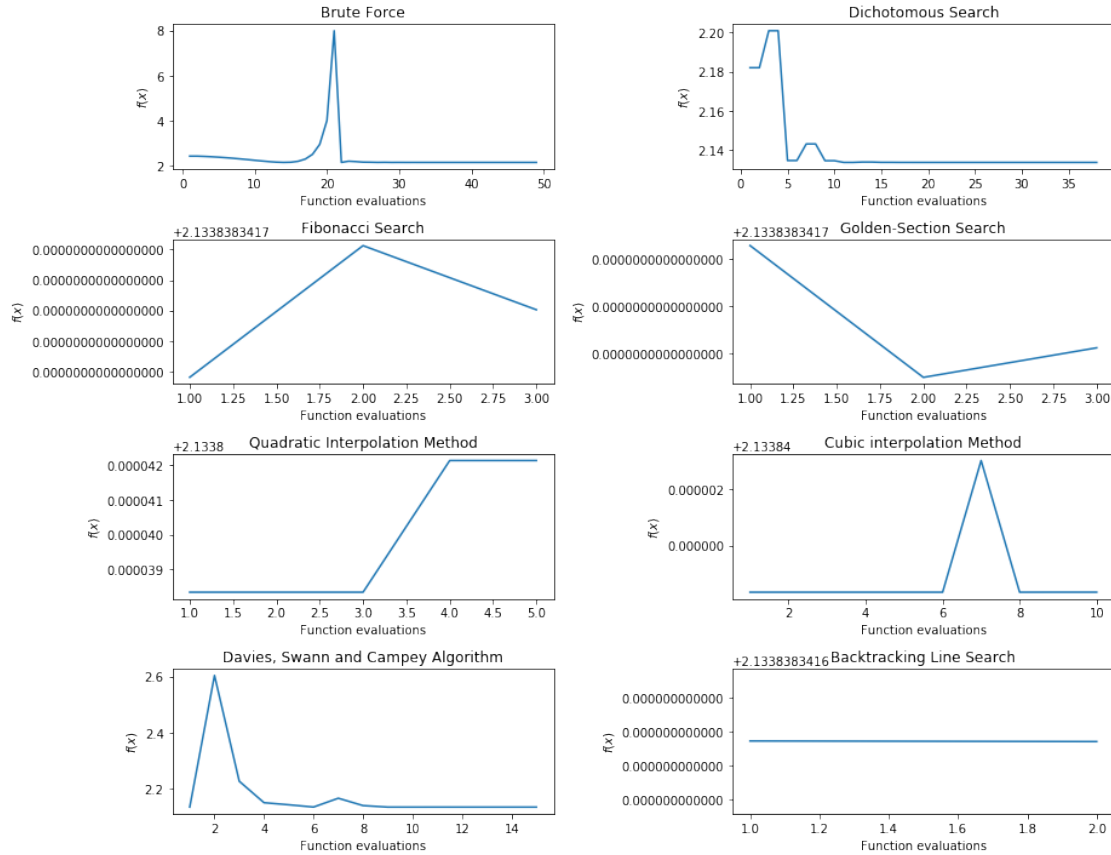 Brute Force
8
6
4
2
f(x)
0 10 20 30 40 50
Function evaluations
Dichotomous Search
2.20
2.18
2.16
2.14
f(x)
0 5 10 15 20 25 30 35
Function evaluations
Fibonacci Search
+2.1338383417
0.0000000000000000
0.0000000000000000
0.0000000000000000
0.0000000000000000
0.0000000000000000
f(x)
1.00 1.25 1.50 1.75 2.00 2.25 2.50 2.75 3.00
Function evaluations
Golden-Section Search
+2.1338383417
0.0000000000000000
0.0000000000000000
0.0000000000000000
f(x)
1.00 1.25 1.50 1.75 2.00 2.25 2.50 2.75 3.00
Function evaluations
Quadratic Interpolation Method
+2.1338
0.000042
0.000041
0.000040
0.000039
f(x)
1.0 1.5 2.0 2.5 3.0 3.5 4.0 4.5 5.0
Function evaluations
Cubic interpolation Method
+2.13384
0.000002
0.000000
f(x)
2 4 6 8 10
Function evaluations
Davies, Swann and Campey Algorithm
2.6
2.4
2.2
f(x)
2 4 6 8 10 12 14
Function evaluations
+2.1338383416 Backtracking Line Search
0.000000000000
0.000000000000
0.000000000000
0.000000000000
f(x)
1.0 1.2 1.4 1.6 1.8 2.0
Function evaluations